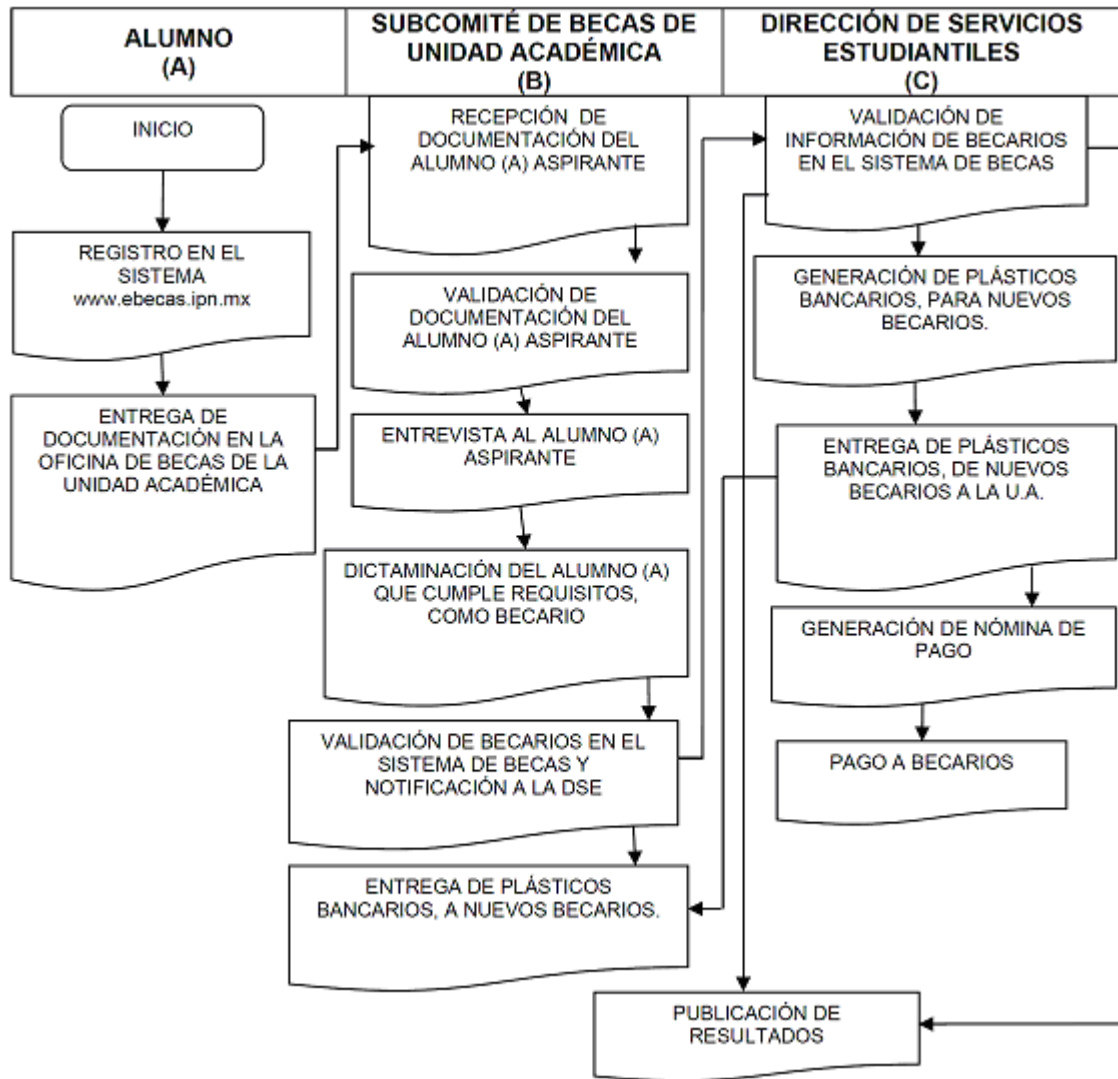 ALUMNO
(A)
SUBCOMITÉ DE BECAS DE
UNIDAD ACADÉMICA
(B)
DIRECCIÓN DE SERVICIOS
ESTUDIANTILES
(C)
INICIO
REGISTRO EN EL
SISTEMA
www.ebecas.ipn.mx
ENTREGA DE
DOCUMENTACIÓN EN LA
OFICINA DE BECAS DE LA
UNIDAD ACADÉMICA
RECEPCIÓN DE
DOCUMENTACIÓN DEL
ALUMNO (A) ASPIRANTE
VALIDACIÓN DE
DOCUMENTACIÓN DEL
ALUMNO (A) ASPIRANTE
ENTREVISTA AL ALUMNO (A)
ASPIRANTE
DICTAMINACIÓN DEL ALUMNO (A)
QUE CUMPLE REQUISITOS,
COMO BECARIO
VALIDACIÓN DE BECARIOS EN EL
SISTEMA DE BECAS Y
NOTIFICACIÓN A LA DSE
ENTREGA DE PLÁSTICOS
BANCARIOS, A NUEVOS BECARIOS.
VALIDACIÓN DE
INFORMACIÓN DE BECARIOS
EN EL SISTEMA DE BECAS
GENERACIÓN DE PLÁSTICOS
BANCARIOS, PARA NUEVOS
BECARIOS.
ENTREGA DE PLÁSTICOS
BANCARIOS, DE NUEVOS
BECARIOS A LA U.A.
GENERACIÓN DE NÓMINA DE
PAGO
PAGO A BECARIOS
PUBLICACIÓN DE
RESULTADOS